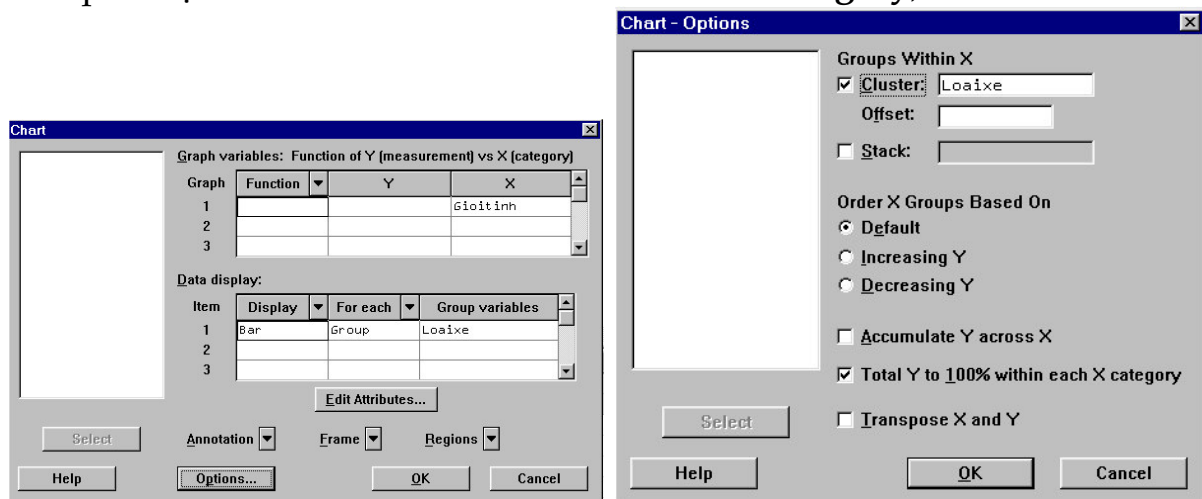 Chart
Graph variables: Function of Y (measurement) vs X (category)
Graph Function Y X
1 Gioitinh
2
3
Data display:
Item Display For each Group variables
1 Bar Group Loaixe
2
3
Edit Attributes...
Select Annotation Frame Regions
Help Options... OK Cancel
Chart - Options
Groups Within X
Cluster: Loaixe
Offset:
Stack:
Order X Groups Based On
Default
Increasing Y
Decreasing Y
Accumulate Y across X
Total Y to 100% within each X category
Select Transpose X and Y
Help OK Cancel